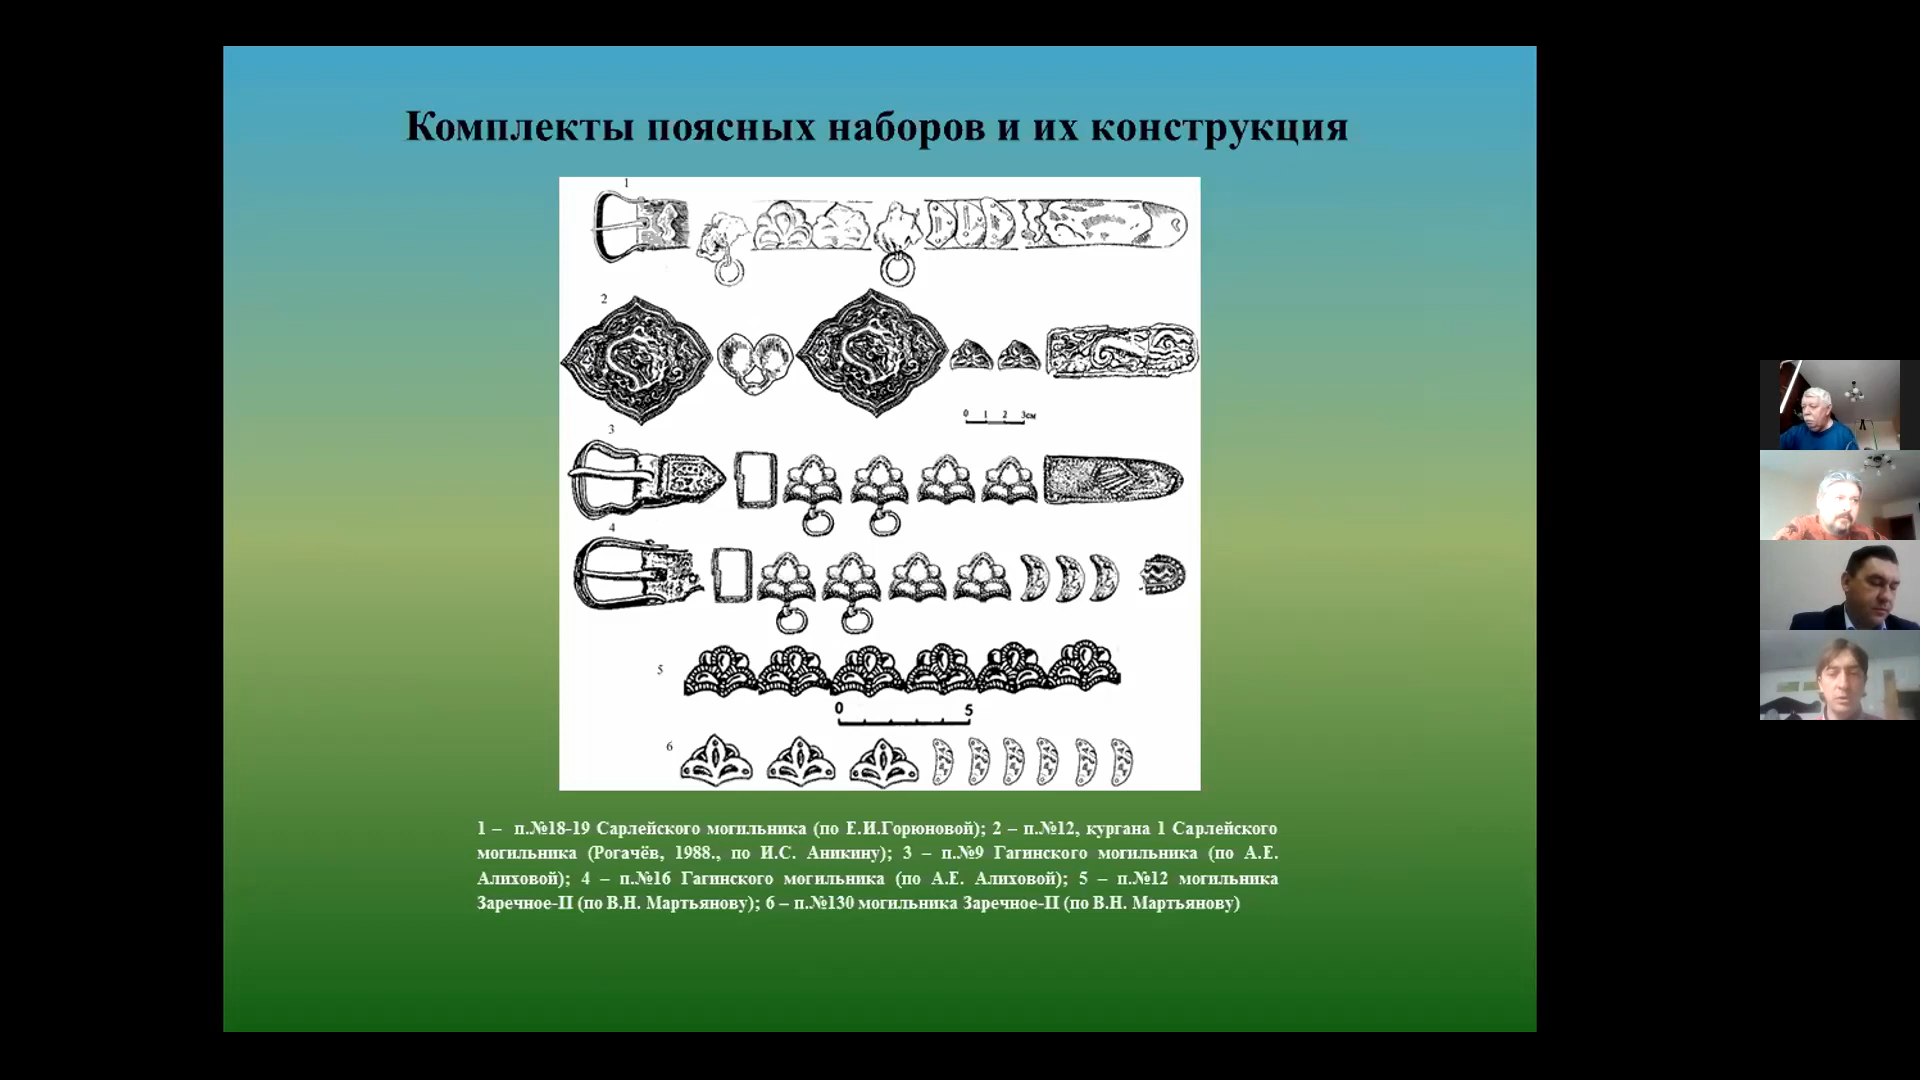 Комплекты поясных наборов и их конструкция
1
2
0 1 2 3см
3
4
5
0 5
6
1 – п.№18-19 Сарлейского могильника (по Е.И.Горюновой); 2 – п.№12, кургана 1 Сарлейского
могильника (Рогачёв, 1988., по И.С. Аникину); 3 – п.№9 Гагинского могильника (по А.Е.
Алиховой); 4 – п.№16 Гагинского могильника (по А.Е. Алиховой); 5 – п.№12 могильника
Заречное-II (по В.Н. Мартьянову); 6 – п.№130 могильника Заречное-II (по В.Н. Мартьянову)